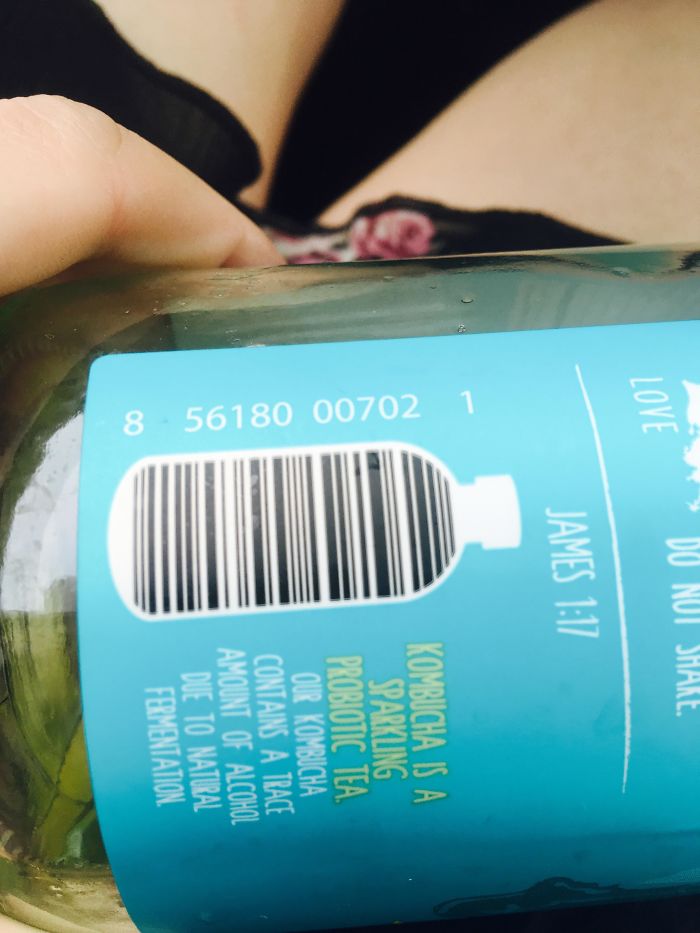 LOVE
DO NOT SHARE.
JAMES 1:17
8 56180 00702 1
KOMBUCHA IS A
SPARKLING
PROBIOTIC TEA.
OUR KOMBUCHA
CONTAINS A TRACE
AMOUNT OF ALCOHOL
DUE TO NATURAL
FERMENTATION.